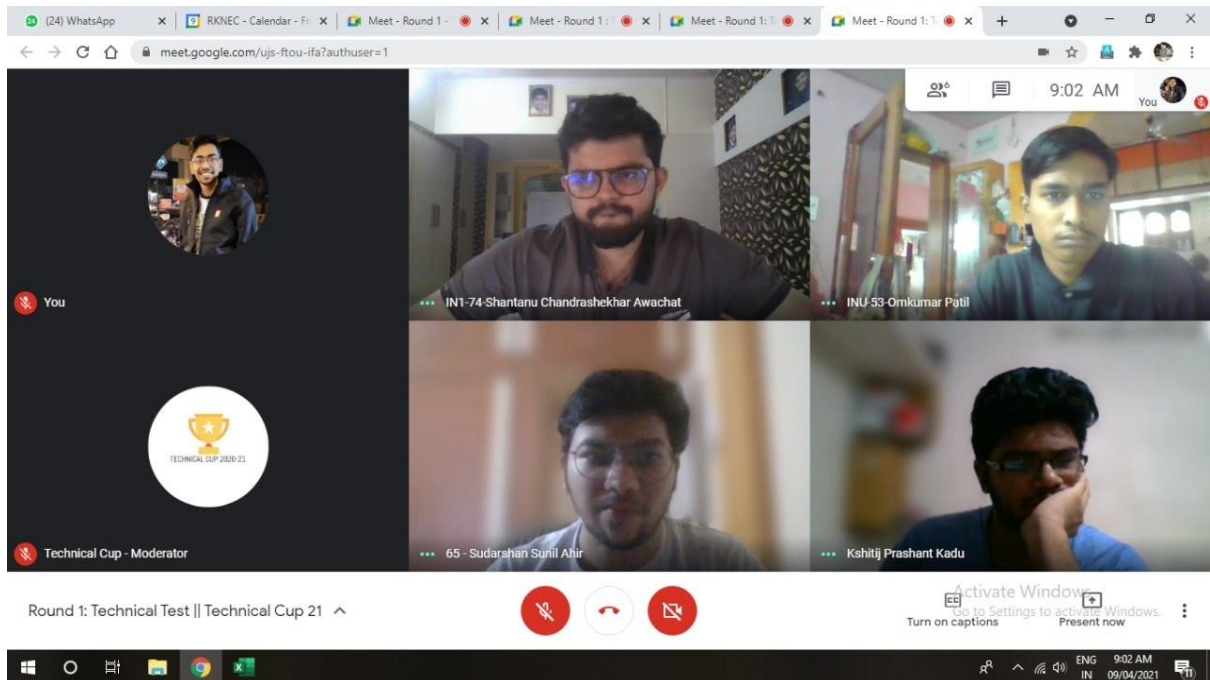 (24) WhatsApp
RKNEC - Calendar - Fr
Meet - Round 1 -
Meet - Round 1 :
Meet - Round 1: T
Meet - Round 1: T
meet.google.com/ujs-ftou-ifa?authuser=1
6
9:02 AM
You
You
IN1-74-Shantanu Chandrashekhar Awachat
INU-53-Omkumar Patil
TECHNICAL CUP 2020-21
Technical Cup - Moderator
65 - Sudarshan Sunil Ahir
Kshitij Prashant Kadu
Round 1: Technical Test || Technical Cup 21
Activate Windows
Go to Settings to activate Windows.
Turn on captions
Present now
ENG
IN
9:02 AM
09/04/2021